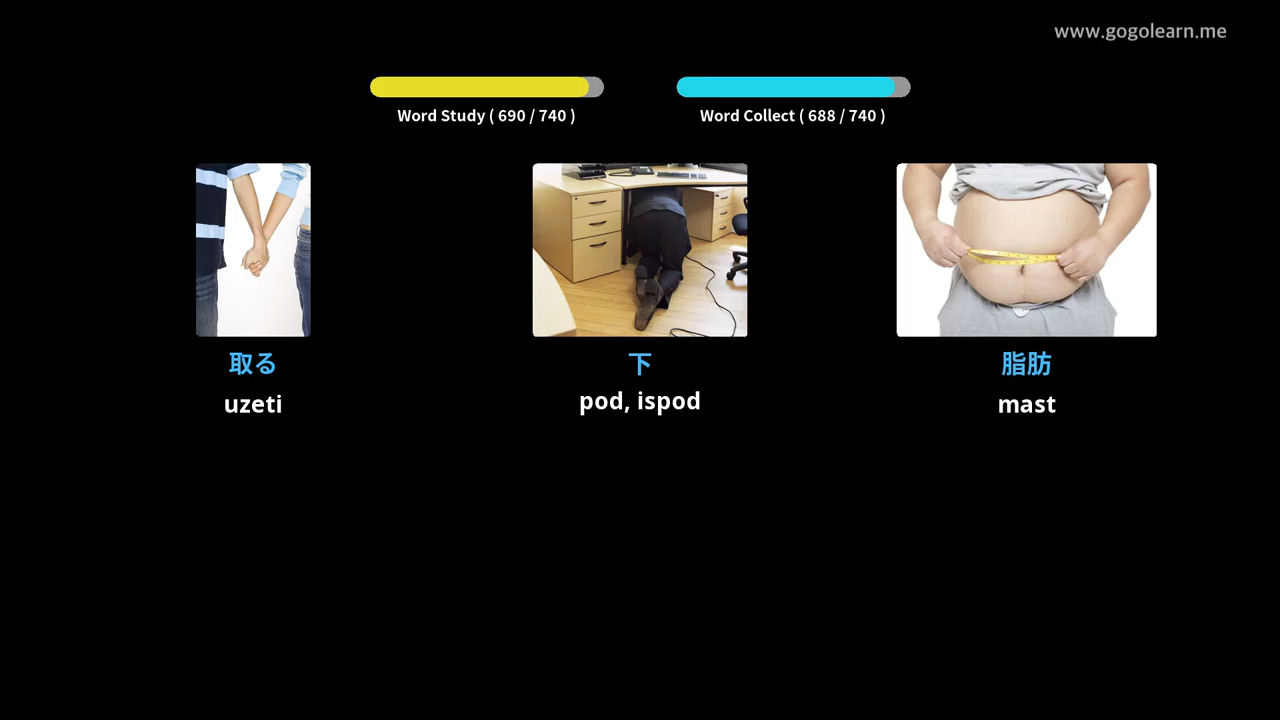 www.gogolearn.me
Word Study ( 690 / 740 )
Word Collect ( 688 / 740 )
取る
下
脂肪
uzeti
pod, ispod
mast